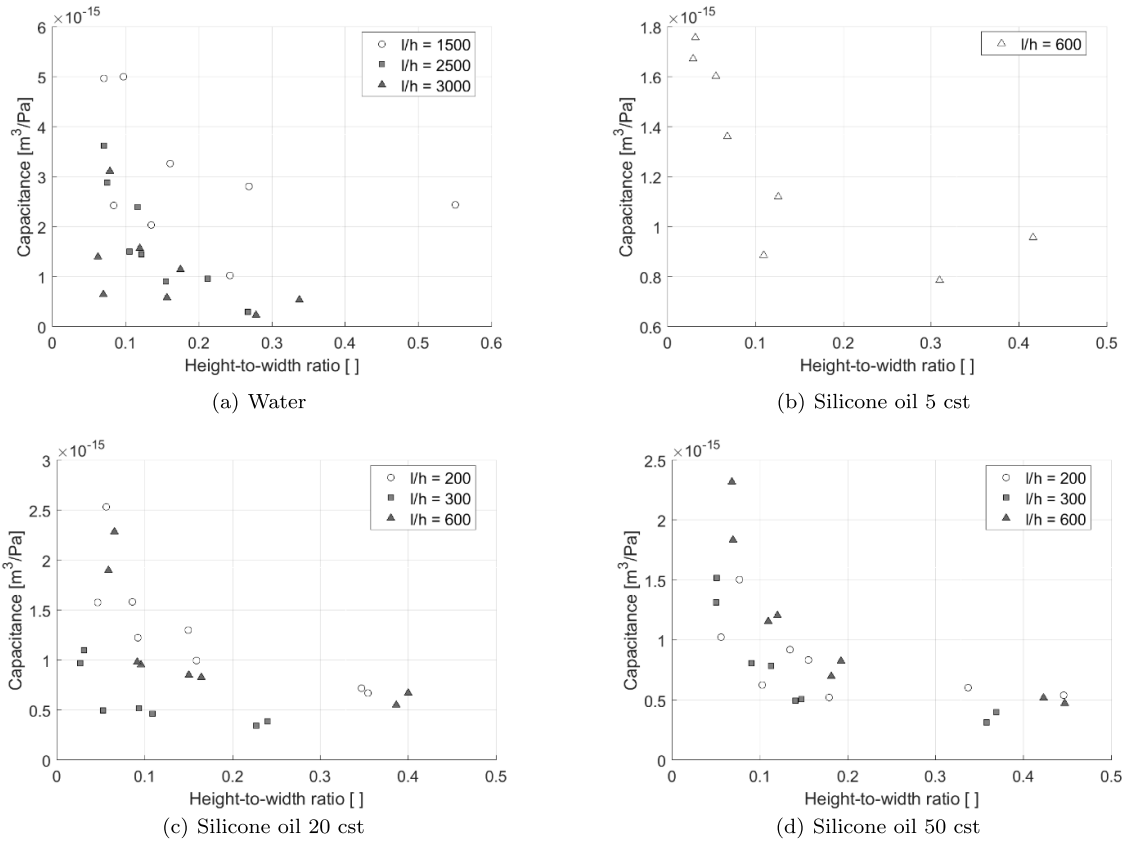 ×10⁻¹⁵
6
5
4
3
2
1
0
Capacitance [m³/Pa]
l/h = 1500
l/h = 2500
l/h = 3000
0.1 0.2 0.3 0.4 0.5 0.6
0
Height-to-width ratio [ ]
(a) Water
×10⁻¹⁵
1.8
1.6
1.4
1.2
1
0.8
0.6
Capacitance [m³/Pa]
l/h = 600
0 0.1 0.2 0.3 0.4 0.5
Height-to-width ratio [ ]
(b) Silicone oil 5 cst
×10⁻¹⁵
3
2.5
2
1.5
1
0.5
0
Capacitance [m³/Pa]
l/h = 200
l/h = 300
l/h = 600
0 0.1 0.2 0.3 0.4 0.5
Height-to-width ratio [ ]
(c) Silicone oil 20 cst
×10⁻¹⁵
2.5
2
1.5
1
0.5
0
Capacitance [m³/Pa]
l/h = 200
l/h = 300
l/h = 600
0 0.1 0.2 0.3 0.4 0.5
Height-to-width ratio [ ]
(d) Silicone oil 50 cst